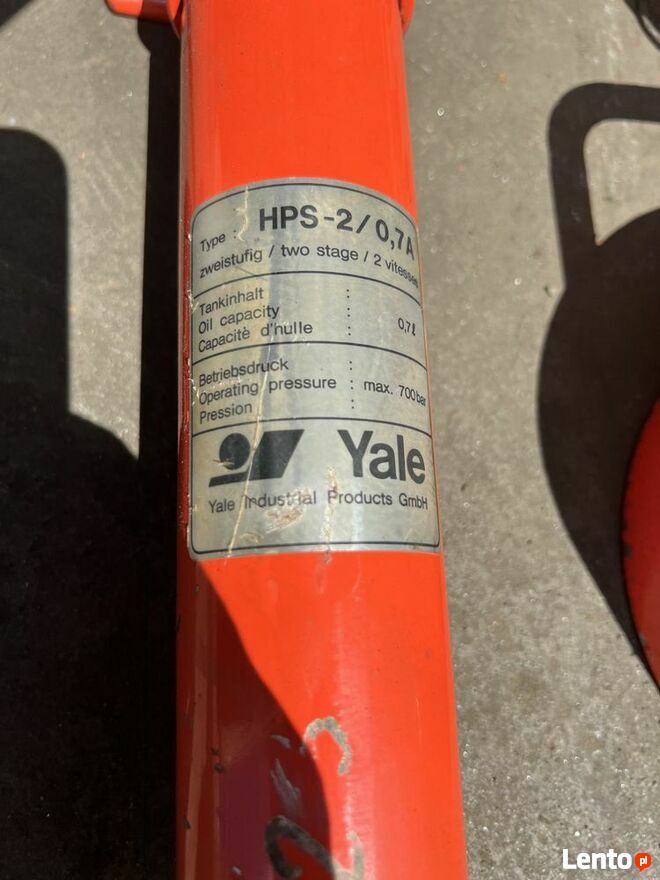 Type : HPS-2/0,7A
zweistufig / two stage / 2 vitesses
Tankinhalt :
Oil capacity : 0,7ℓ
Capacitè d'hulle :
Betriebsdruck :
Operating pressure : max. 700 bar
Pression :
Yale
Yale Industrial Products GmbH
Lento.pl